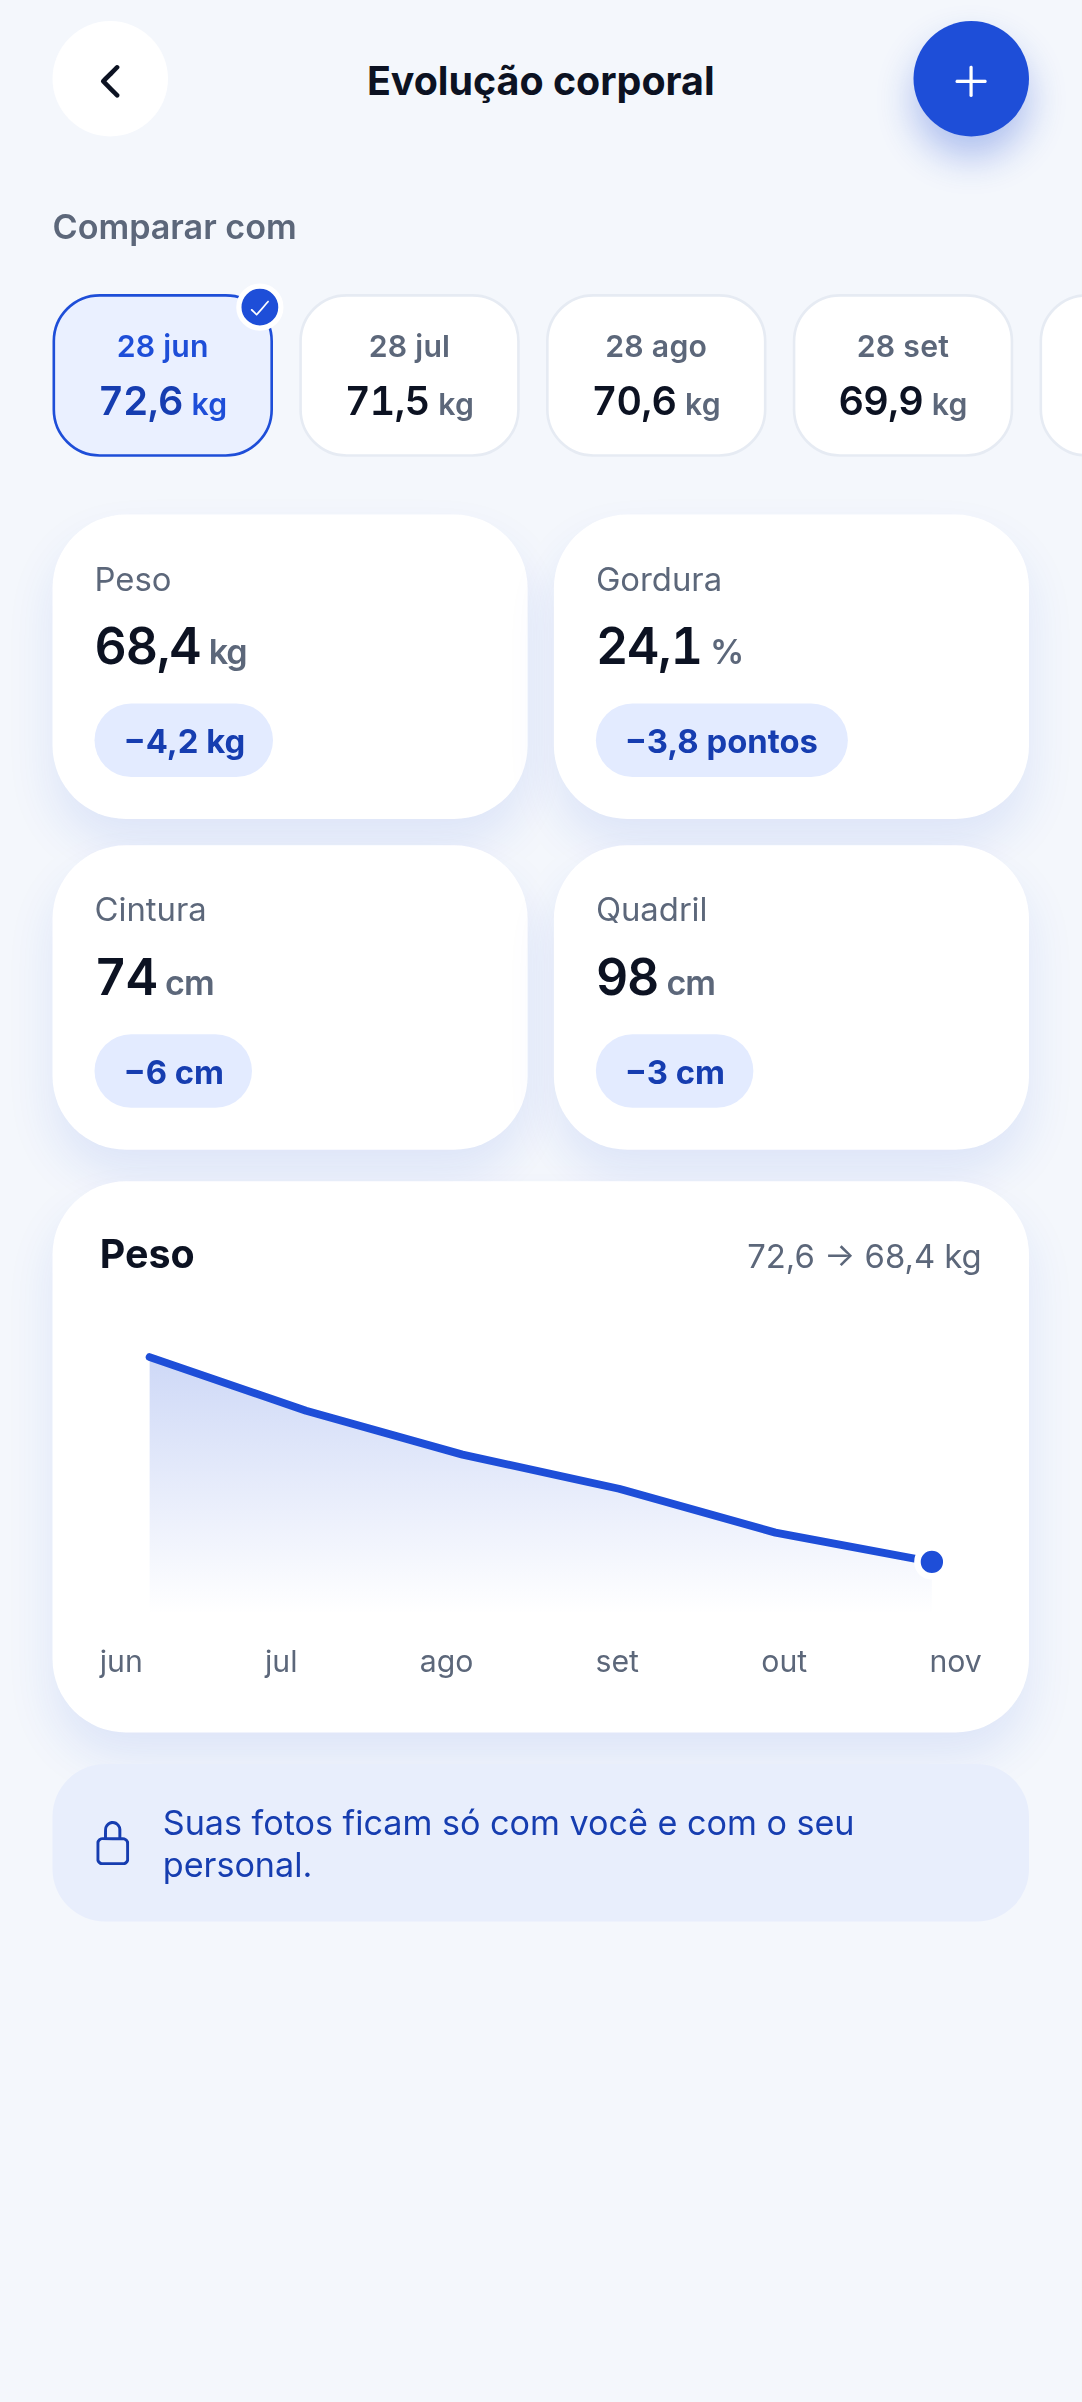 Evolução corporal
Comparar com
28 jun
72,6 kg
28 jul
71,5 kg
28 ago
70,6 kg
28 set
69,9 kg
Peso
68,4 kg
−4,2 kg
Gordura
24,1 %
−3,8 pontos
Cintura
74 cm
−6 cm
Quadril
98 cm
−3 cm
Peso
72,6 → 68,4 kg
jun jul ago set out nov
Suas fotos ficam só com você e com o seu
personal.